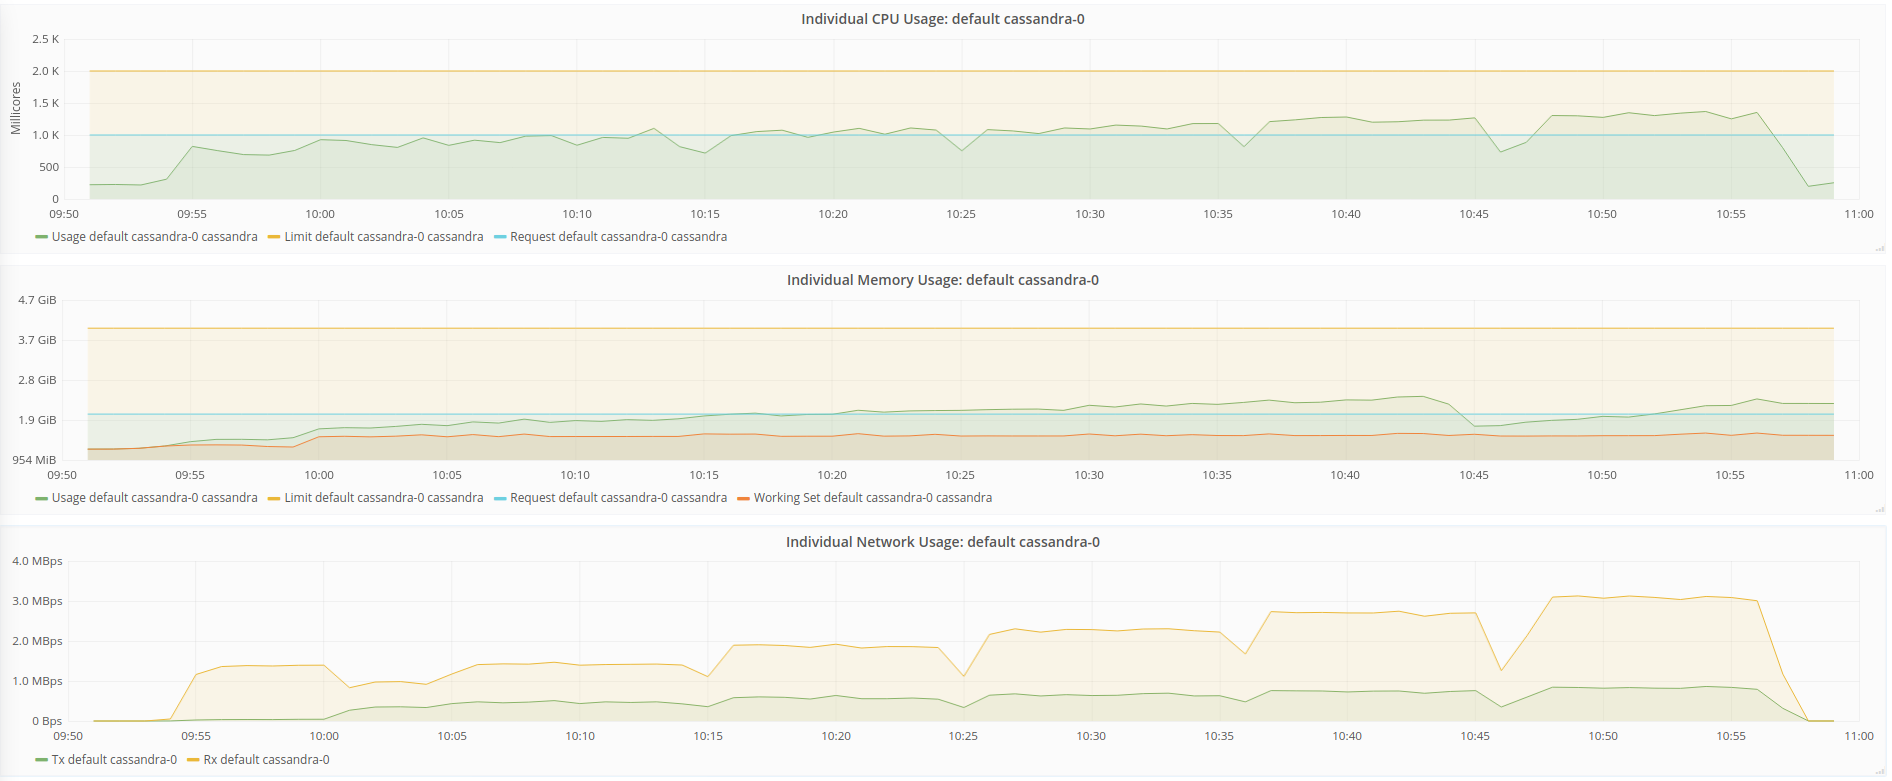 Individual CPU Usage: default cassandra-0
Millicores
2.5 K
2.0 K
1.5 K
1.0 K
500
0
09:50 09:55 10:00 10:05 10:10 10:15 10:20 10:25 10:30 10:35 10:40 10:45 10:50 10:55 11:00
Usage default cassandra-0 cassandra Limit default cassandra-0 cassandra Request default cassandra-0 cassandra
Individual Memory Usage: default cassandra-0
4.7 GiB
3.7 GiB
2.8 GiB
1.9 GiB
954 MiB
09:50 09:55 10:00 10:05 10:10 10:15 10:20 10:25 10:30 10:35 10:40 10:45 10:50 10:55 11:00
Usage default cassandra-0 cassandra Limit default cassandra-0 cassandra Request default cassandra-0 cassandra Working Set default cassandra-0 cassandra
Individual Network Usage: default cassandra-0
4.0 MBps
3.0 MBps
2.0 MBps
1.0 MBps
0 Bps
09:50 09:55 10:00 10:05 10:10 10:15 10:20 10:25 10:30 10:35 10:40 10:45 10:50 10:55 11:00
Tx default cassandra-0 Rx default cassandra-0